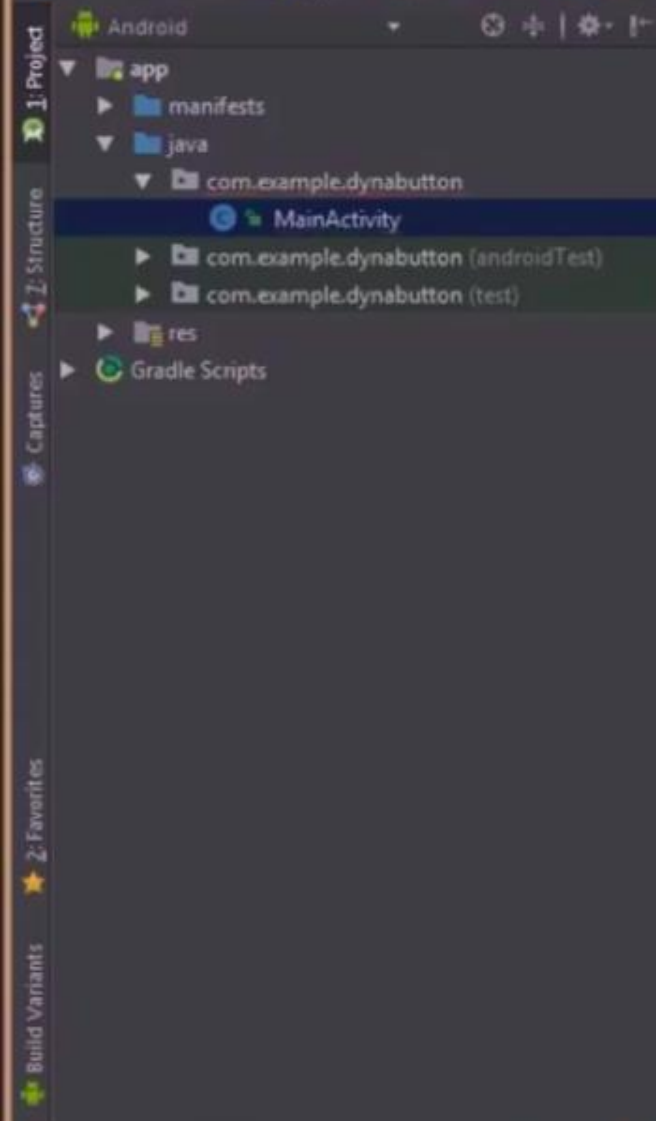 Android
app
manifests
java
com.example.dynabutton
MainActivity
com.example.dynabutton (androidTest)
com.example.dynabutton (test)
res
Gradle Scripts
1: Project
7: Structure
Captures
2: Favorites
Build Variants